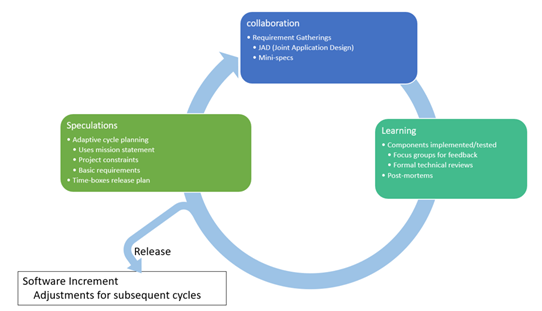 collaboration
• Requirement Gatherings
• JAD (Joint Application Design)
• Mini-specs
Speculations
• Adaptive cycle planning
• Uses mission statement
• Project constraints
• Basic requirements
• Time-boxes release plan
Learning
• Components implemented/tested
• Focus groups for feedback
• Formal technical reviews
• Post-mortems
Release
Software Increment
Adjustments for subsequent cycles